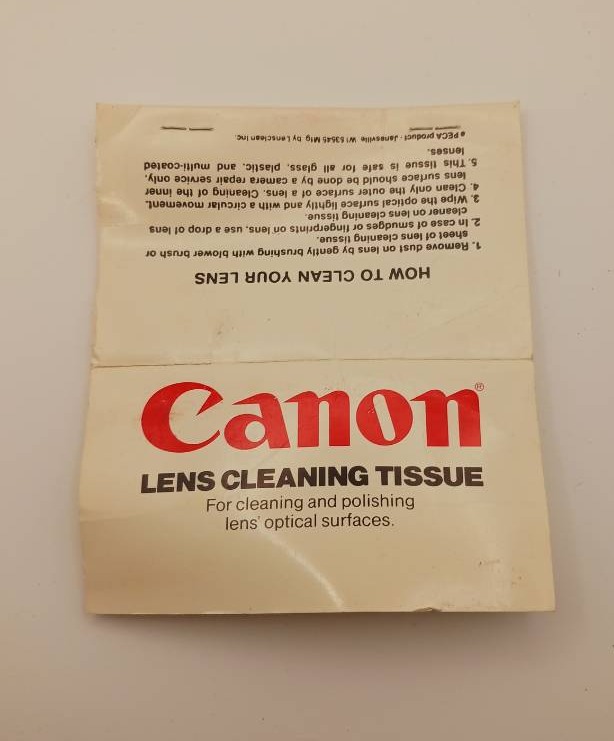 Canon®
LENS CLEANING TISSUE
For cleaning and polishing
lens' optical surfaces.
HOW TO CLEAN YOUR LENS
1. Remove dust on lens by gently brushing with blower brush or
sheet of lens cleaning tissue.
2. In case of smudges or fingerprints on lens, use a drop of lens
cleaner on lens cleaning tissue.
3. Wipe the optical surface lightly and with a circular movement.
4. Clean only the outer surface of a lens. Cleaning of the inner
lens surface should be done by a camera repair service only.
5. This tissue is safe for all glass, plastic, and multi-coated
lenses.
a PECA product - Janesville WI 53545 Mfg by Lensclean Inc.